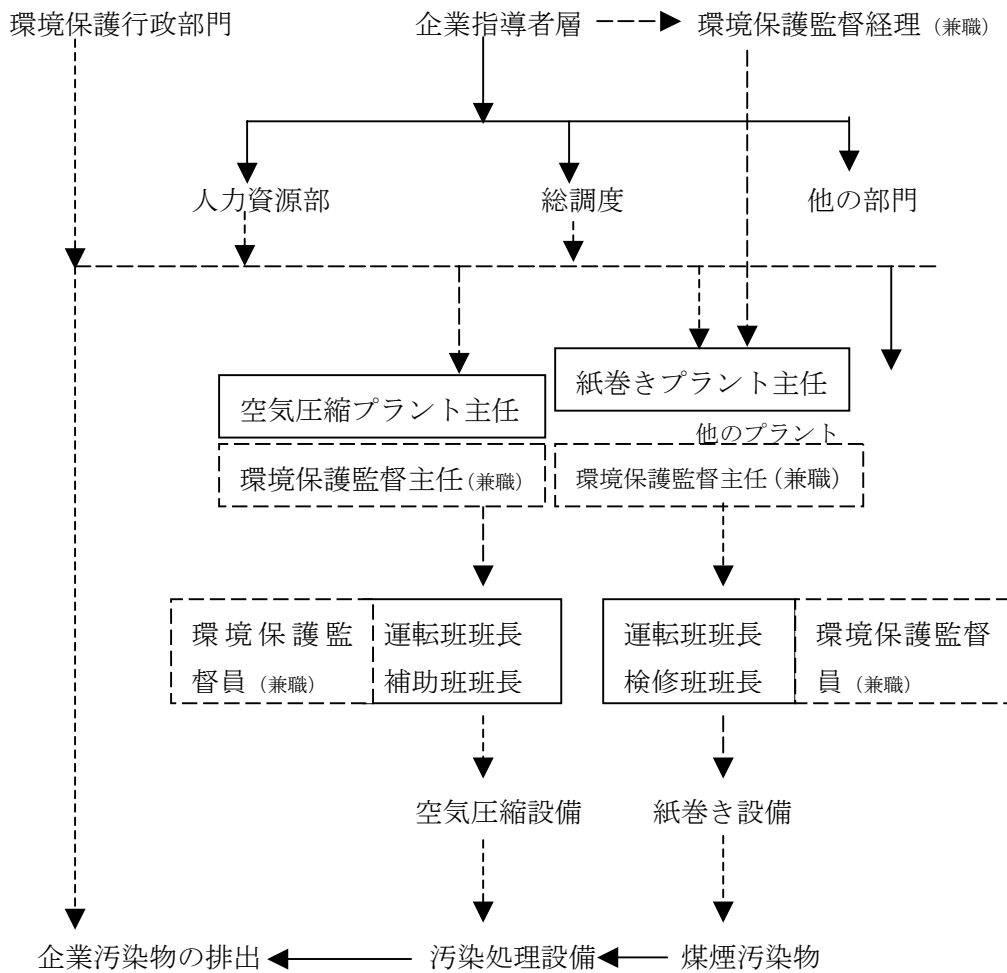 環境保護行政部門
企業指導者層
環境保護監督経理（兼職）
人力資源部
総調度
他の部門
紙巻きプラント主任
空気圧縮プラント主任
他のプラント
環境保護監督主任（兼職）
環境保護監督主任（兼職）
環境保護監
督員（兼職）
運転班班長
補助班班長
運転班班長
検修班班長
環境保護監督
員（兼職）
空気圧縮設備
紙巻き設備
企業汚染物の排出
汚染処理設備
煤煙汚染物